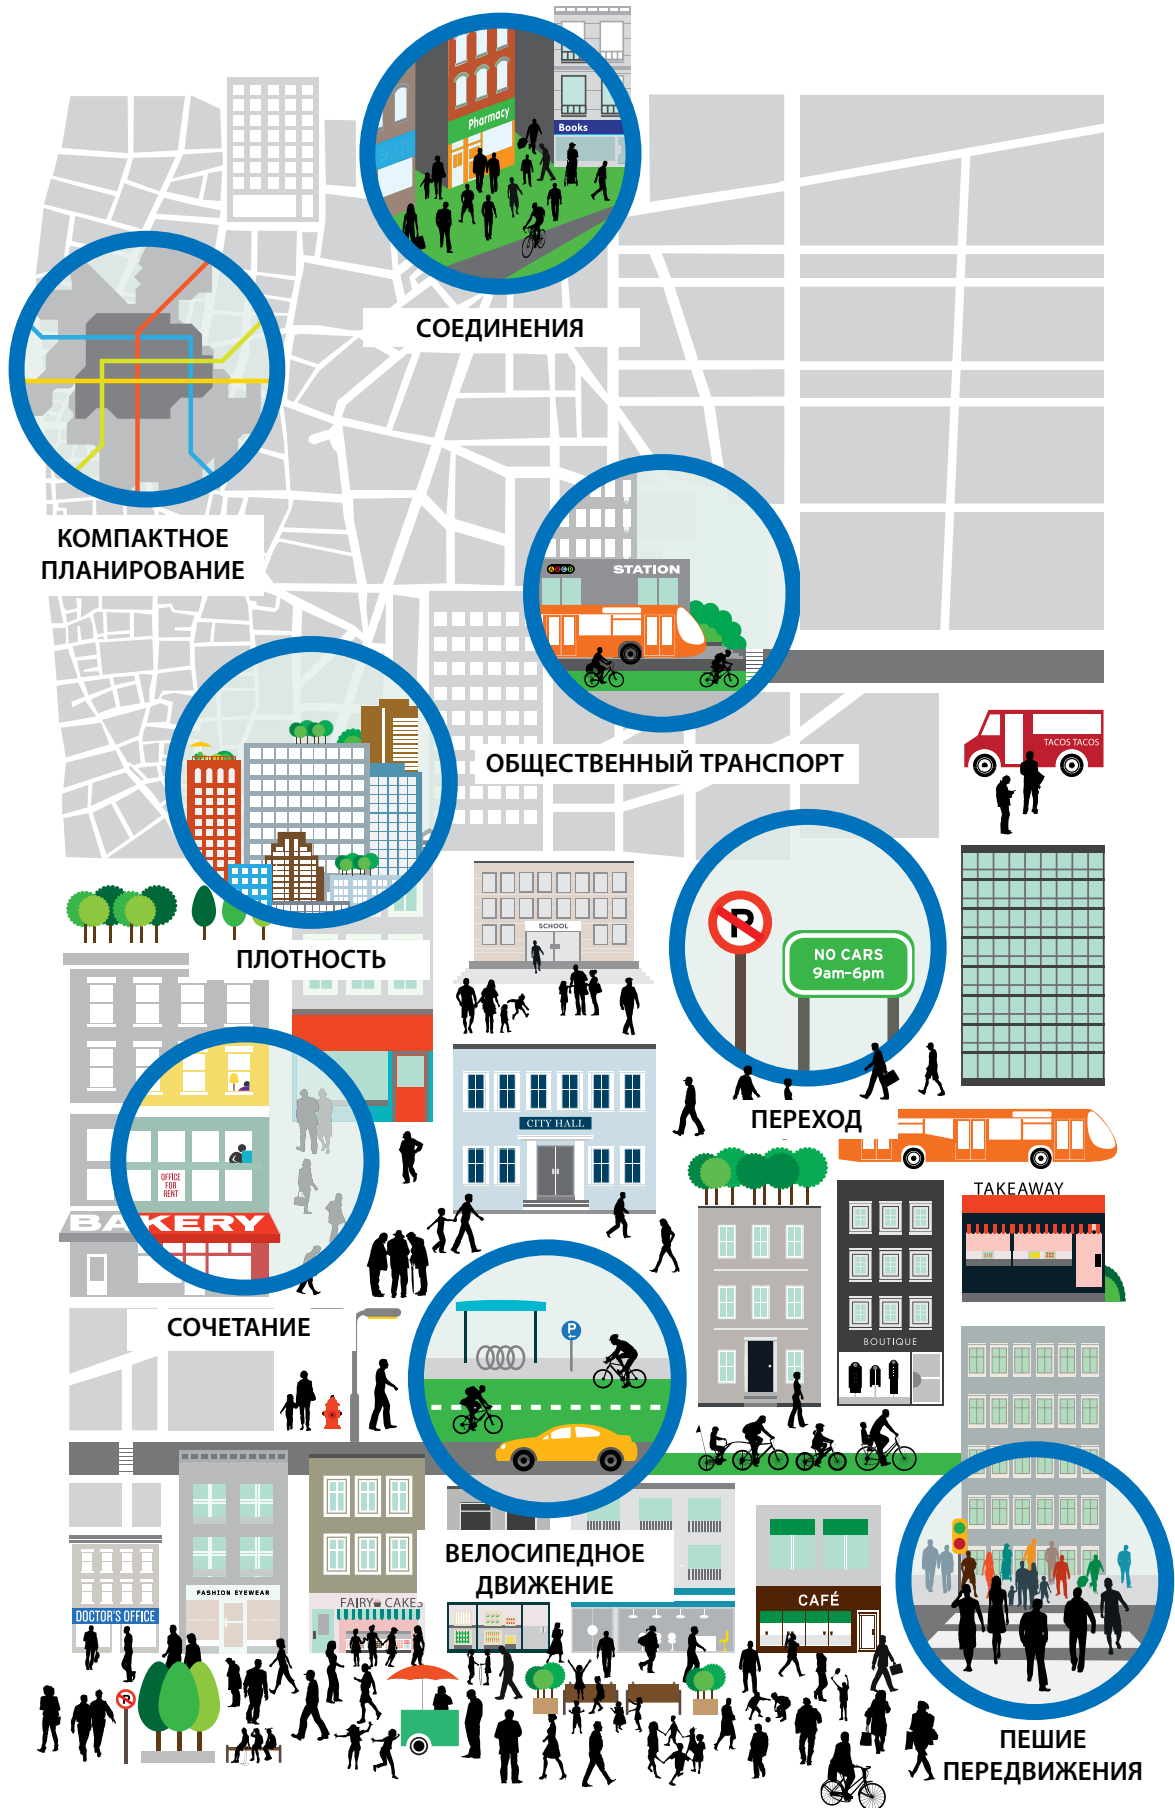 Pharmacy
Books
SKATE
СОЕДИНЕНИЯ
КОМПАКТНОЕ
ПЛАНИРОВАНИЕ
A B C D
STATION
ОБЩЕСТВЕННЫЙ ТРАНСПОРТ
TACOS TACOS
ПЛОТНОСТЬ
SCHOOL
P
NO CARS
9am–6pm
CITY HALL
ПЕРЕХОД
OFFICE
FOR
RENT
BAKERY
TAKEAWAY
СОЧЕТАНИЕ
P
BOUTIQUE
ВЕЛОСИПЕДНОЕ
ДВИЖЕНИЕ
FASHION EYEWEAR
FAIRY CAKES
DOCTOR'S OFFICE
CAFÉ
P
ПЕШИЕ
ПЕРЕДВИЖЕНИЯ